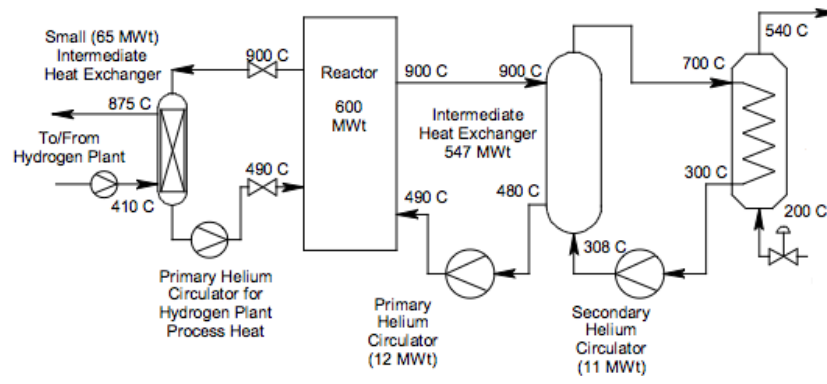 Small (65 MWt)
Intermediate
Heat Exchanger
900 C
875 C
To/From
Hydrogen Plant
410 C
490 C
Primary Helium
Circulator for
Hydrogen Plant
Process Heat
Reactor
600
MWt
900 C
900 C
Intermediate
Heat Exchanger
547 MWt
490 C
480 C
Primary
Helium
Circulator
(12 MWt)
308 C
Secondary
Helium
Circulator
(11 MWt)
700 C
300 C
540 C
200 C